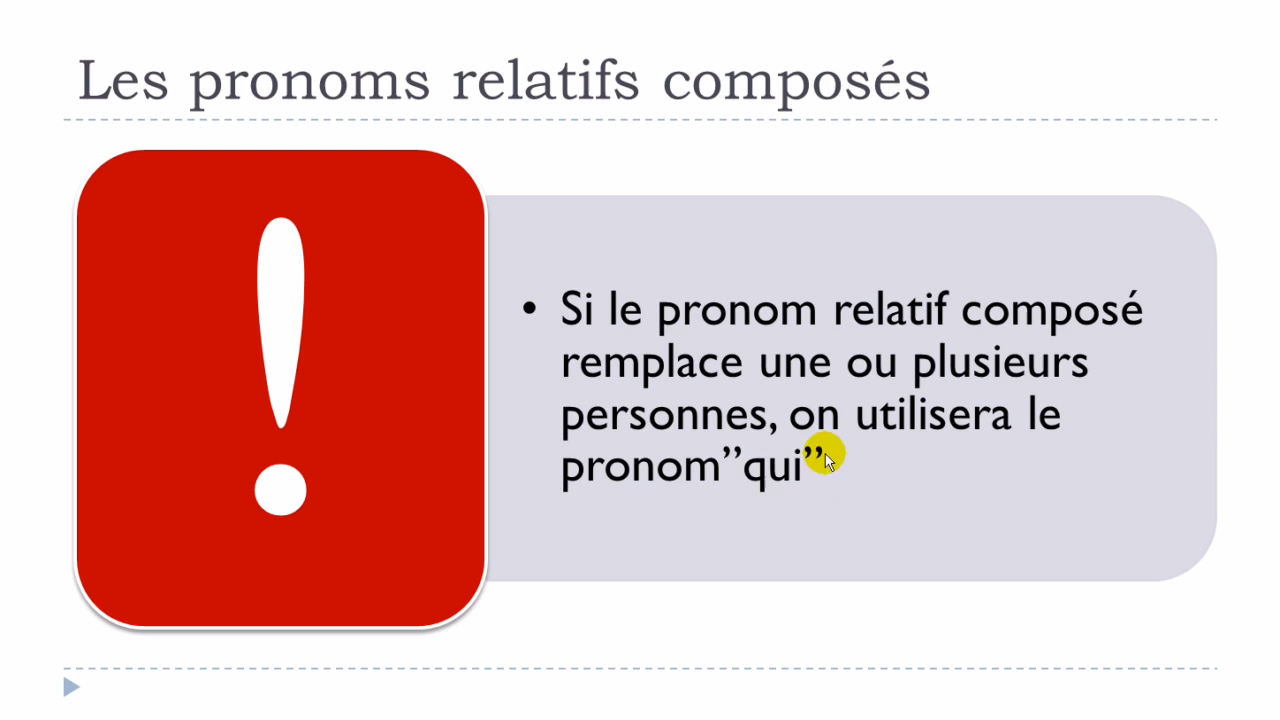 Les pronoms relatifs composés
!
• Si le pronom relatif composé
remplace une ou plusieurs
personnes, on utilisera le
pronom”qui”